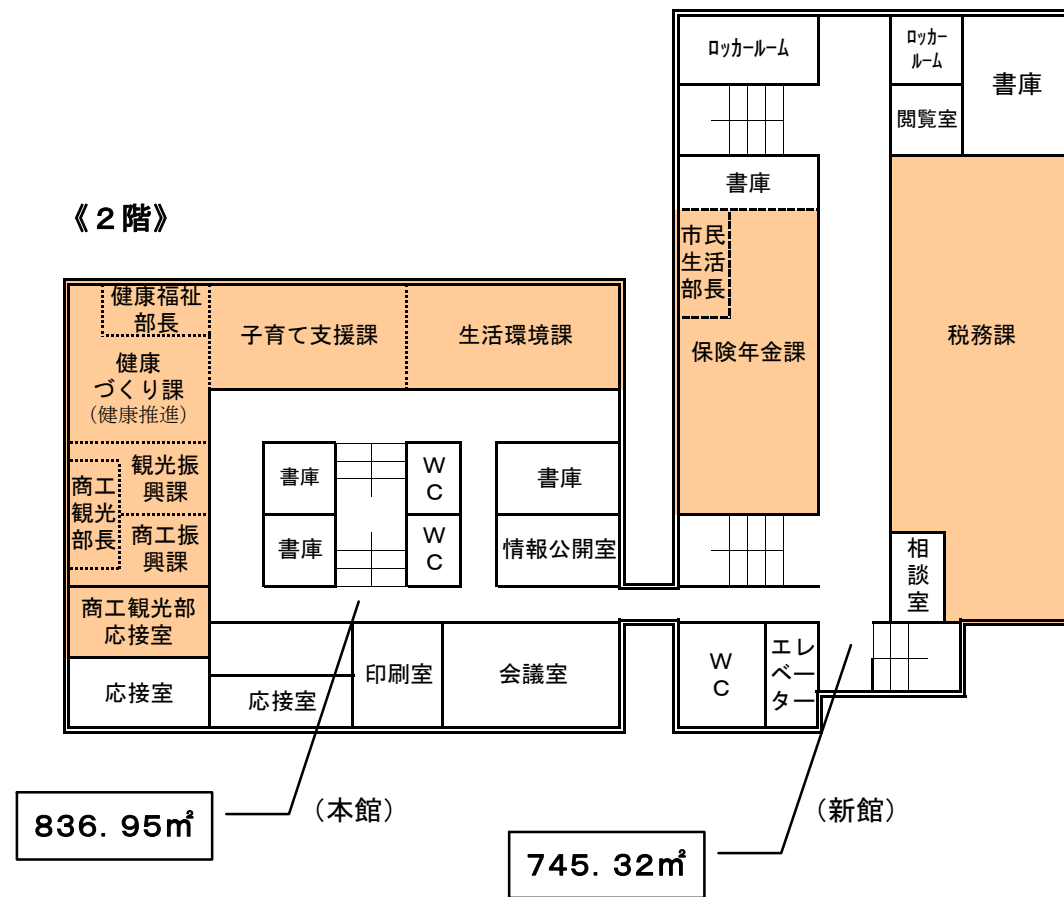 《２階》
健康福祉
部長
健康
づくり課
（健康推進）
子育て支援課
生活環境課
商工
観光
部長
観光振
興課
商工振
興課
商工観光部
応接室
応接室
応接室
印刷室
会議室
書庫
書庫
ＷＣ
ＷＣ
書庫
情報公開室
836．95㎡
（本館）
ﾛｯｶｰﾙｰﾑ
ﾛｯｶｰ
ﾙｰﾑ
書庫
閲覧室
書庫
市民
生活
部長
保険年金課
税務課
相談室
ＷＣ
エレ
ベー
ター
745．32㎡
（新館）